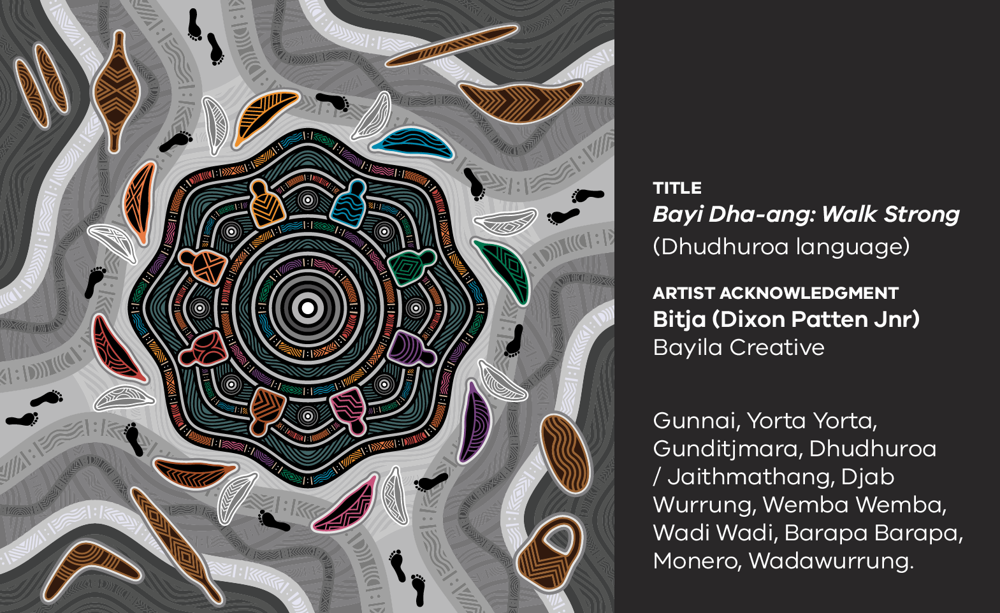 TITLE
Bayi Dha-ang: Walk Strong
(Dhudhuroa language)
ARTIST ACKNOWLEDGMENT
Bitja (Dixon Patten Jnr)
Bayila Creative
Gunnai, Yorta Yorta,
Gunditjmara, Dhudhuroa
/ Jaithmathang, Djab
Wurrung, Wemba Wemba,
Wadi Wadi, Barapa Barapa,
Monero, Wadawurrung.